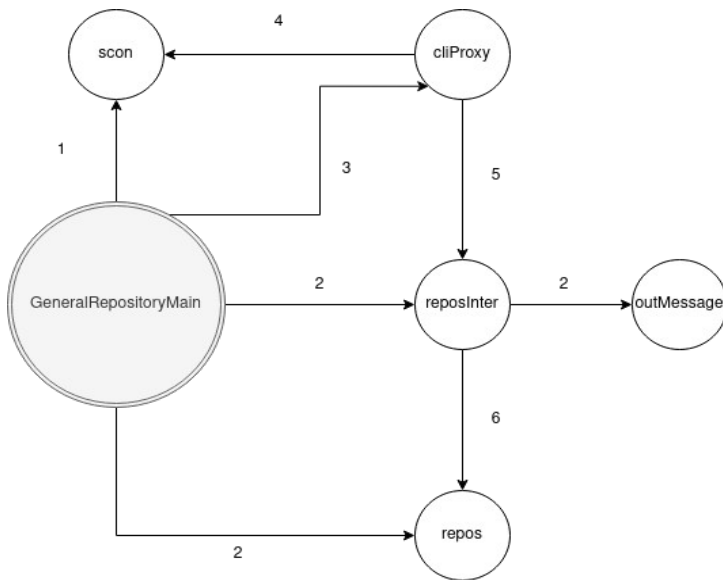 4
scon
cliProxy
1
3
5
GeneralRepositoryMain
2
reposInter
2
outMessage
6
repos
2